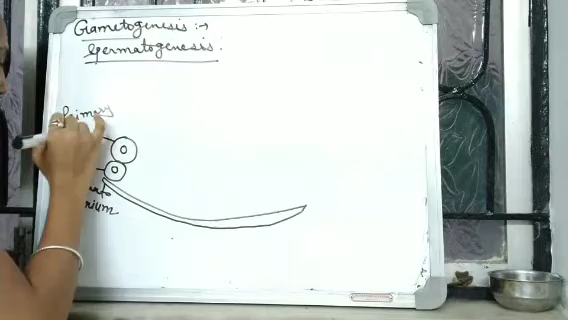 Gametogenesis :→
Spermatogenesis.
Primary